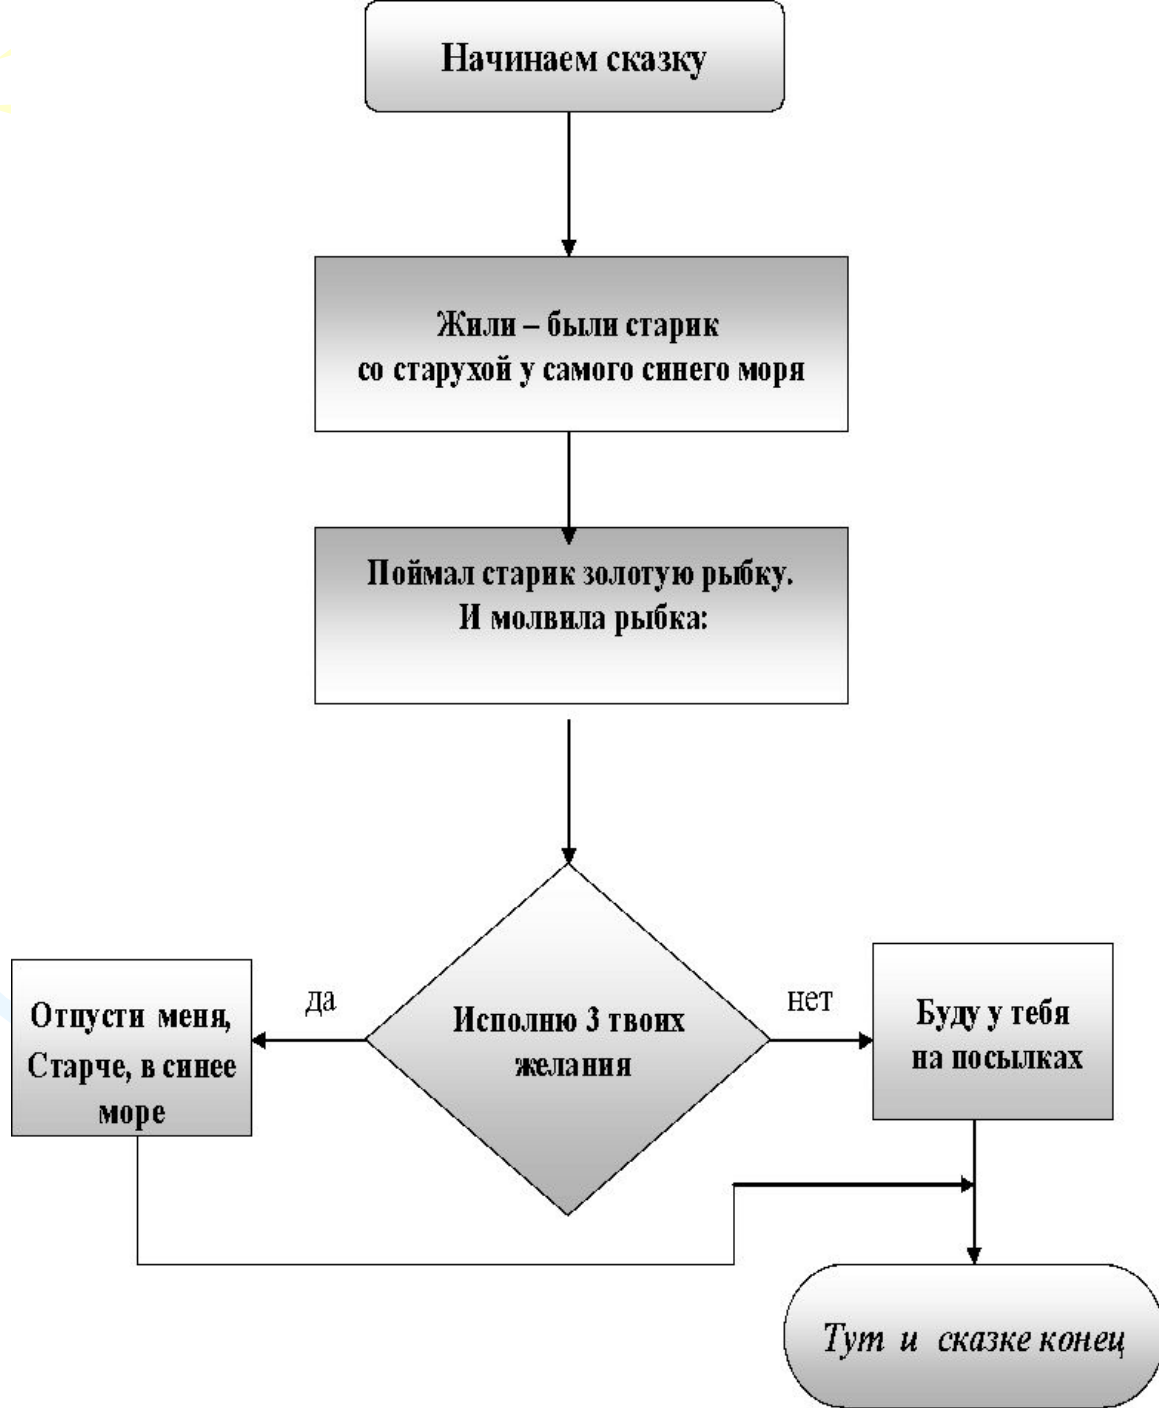 Начинаем сказку
Жили – были старик
со старухой у самого синего моря
Поймал старик золотую рыбку.
И молвила рыбка:
Исполню 3 твоих
желания
да
нет
Отпусти меня,
Старче, в синее
море
Буду у тебя
на посылках
Тут и сказке конец